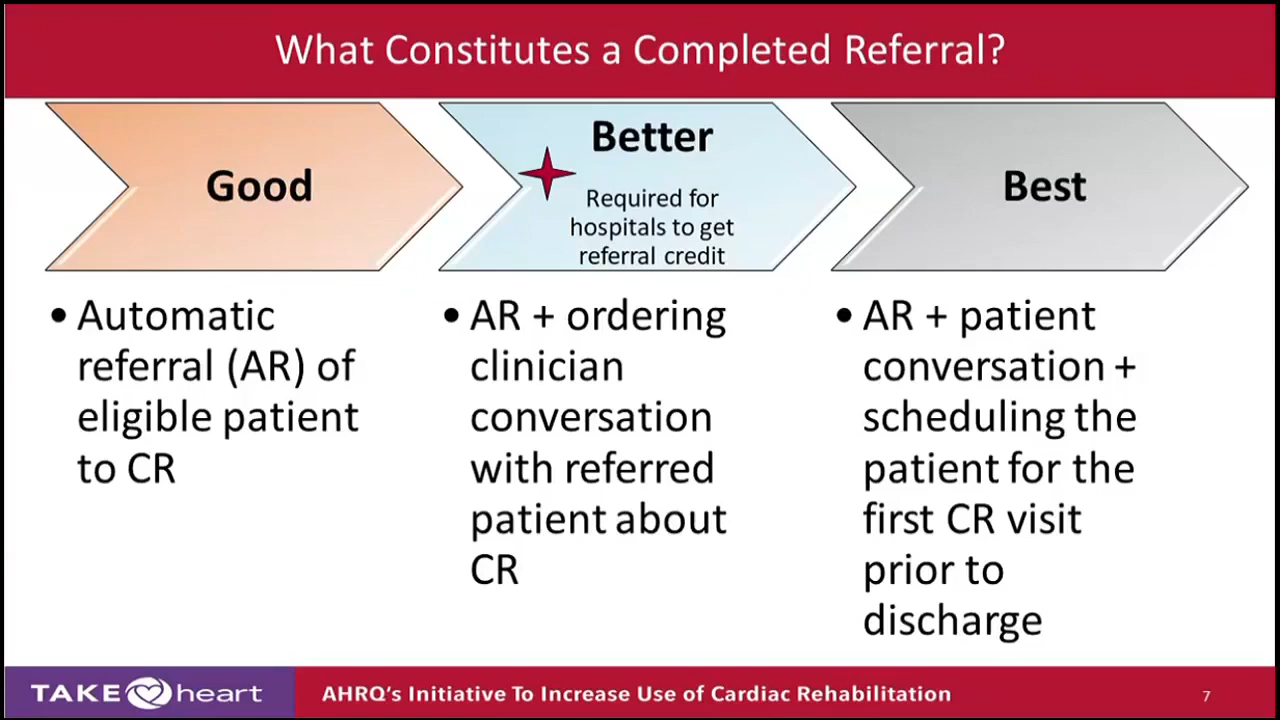 What Constitutes a Completed Referral?
Good
Better
Required for
hospitals to get
referral credit
Best
• Automatic
referral (AR) of
eligible patient
to CR
• AR + ordering
clinician
conversation
with referred
patient about
CR
• AR + patient
conversation +
scheduling the
patient for the
first CR visit
prior to
discharge
TAKE heart
AHRQ's Initiative To Increase Use of Cardiac Rehabilitation
7